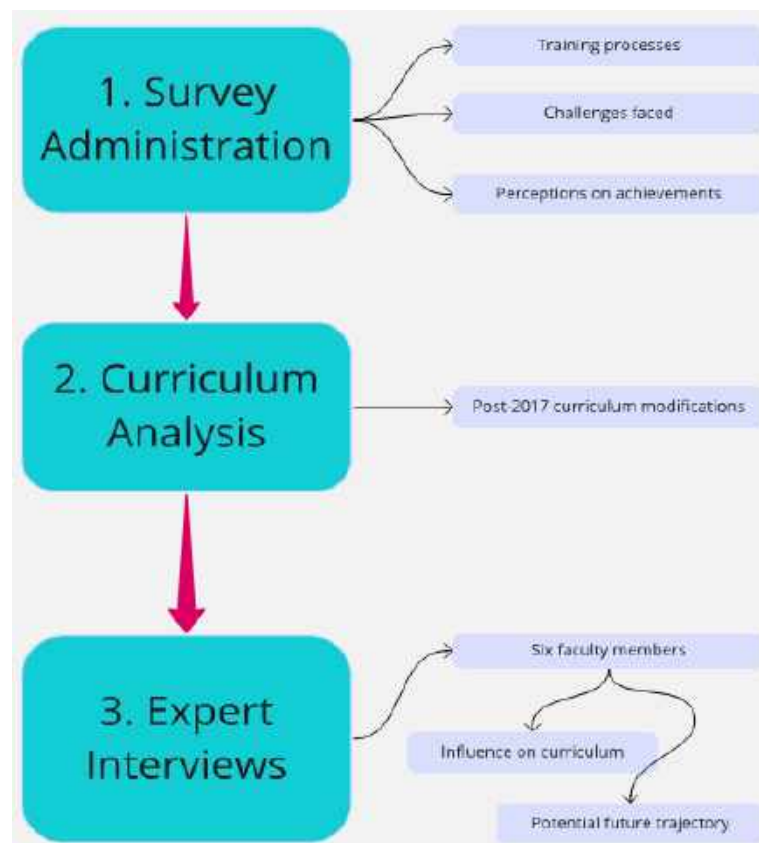 1. Survey
Administration
Training processes
Challenges faced
Perceptions on achievements
2. Curriculum
Analysis
Post-2017 curriculum modifications
3. Expert
Interviews
Six faculty members
Influence on curriculum
Potential future trajectory